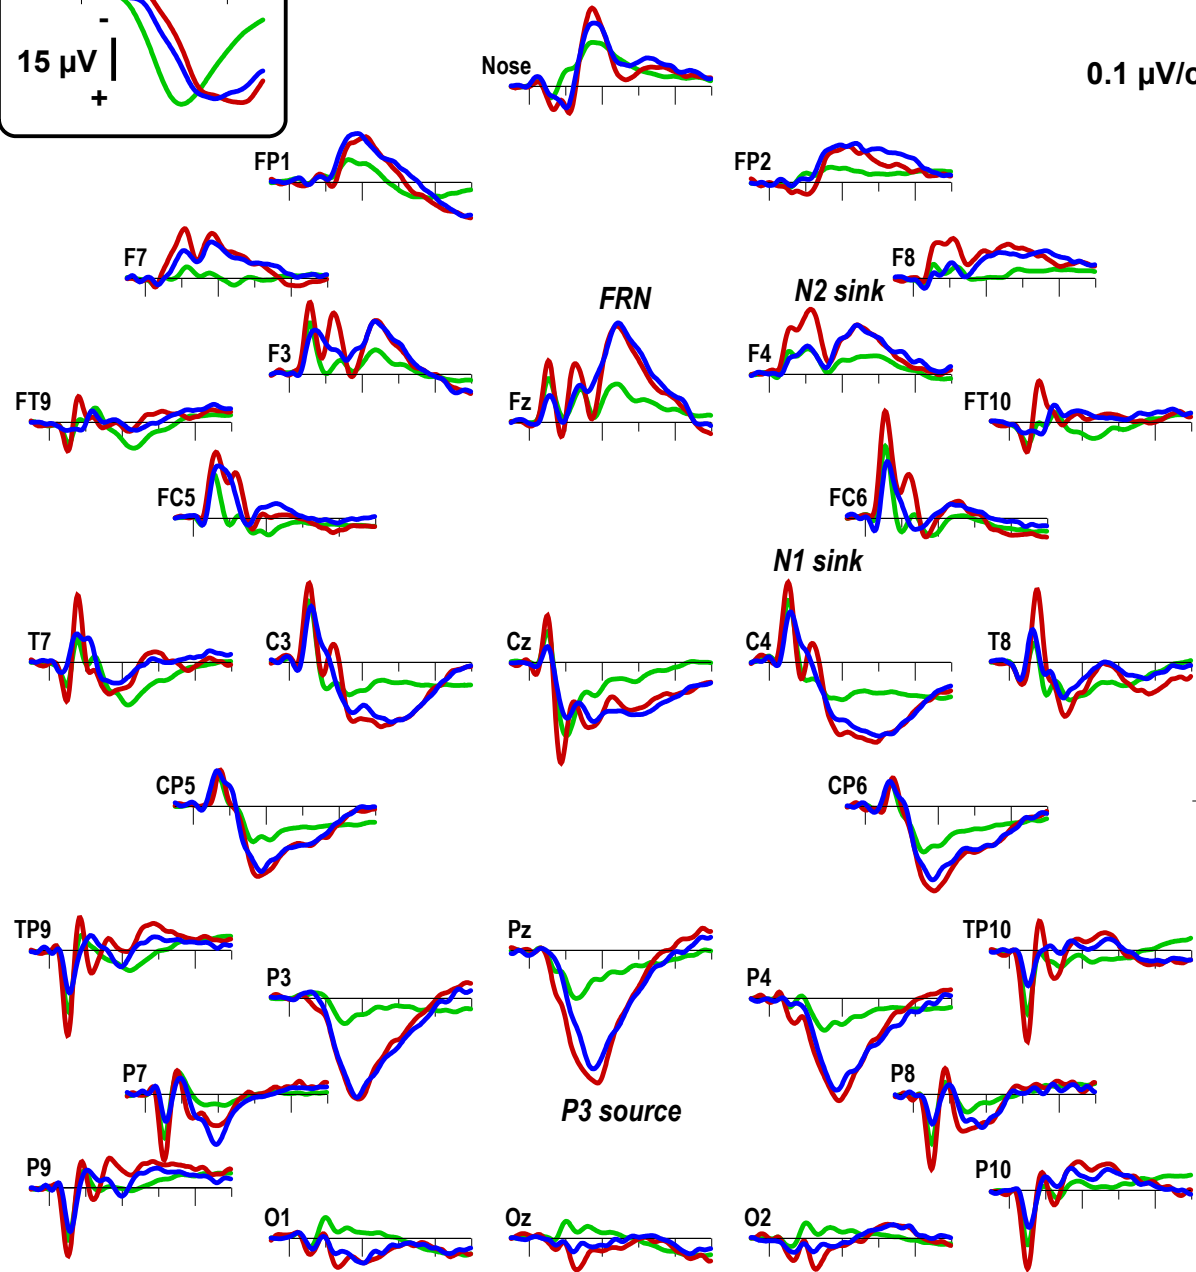 -
15 µV
+
Nose
0.1 µV/c
FP1
FP2
F7
F8
FRN
N2 sink
F3
Fz
F4
FT9
FT10
FC5
FC6
N1 sink
T7
C3
Cz
C4
T8
CP5
CP6
TP9
Pz
TP10
P3
P4
P7
P8
P3 source
P9
P10
O1
Oz
O2